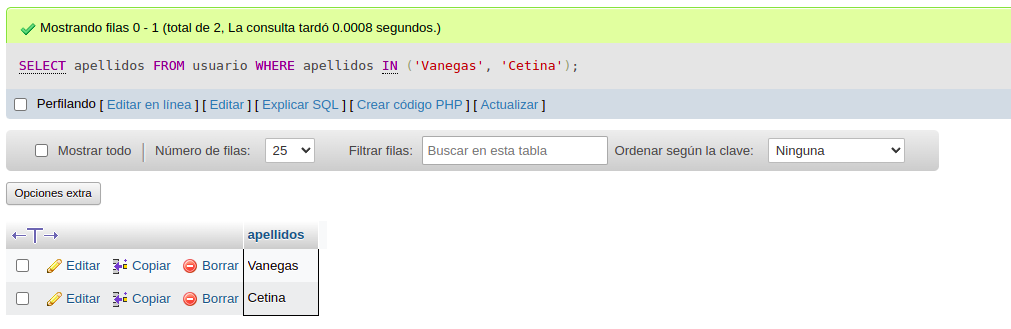 Mostrando filas 0 - 1 (total de 2, La consulta tardó 0.0008 segundos.)
SELECT apellidos FROM usuario WHERE apellidos IN ('Vanegas', 'Cetina');
Perfilando [ Editar en línea ] [ Editar ] [ Explicar SQL ] [ Crear código PHP ] [ Actualizar ]
Mostrar todo Número de filas: 25 Filtrar filas: Buscar en esta tabla Ordenar según la clave: Ninguna
Opciones extra
←T→ apellidos
Editar Copiar Borrar Vanegas
Editar Copiar Borrar Cetina